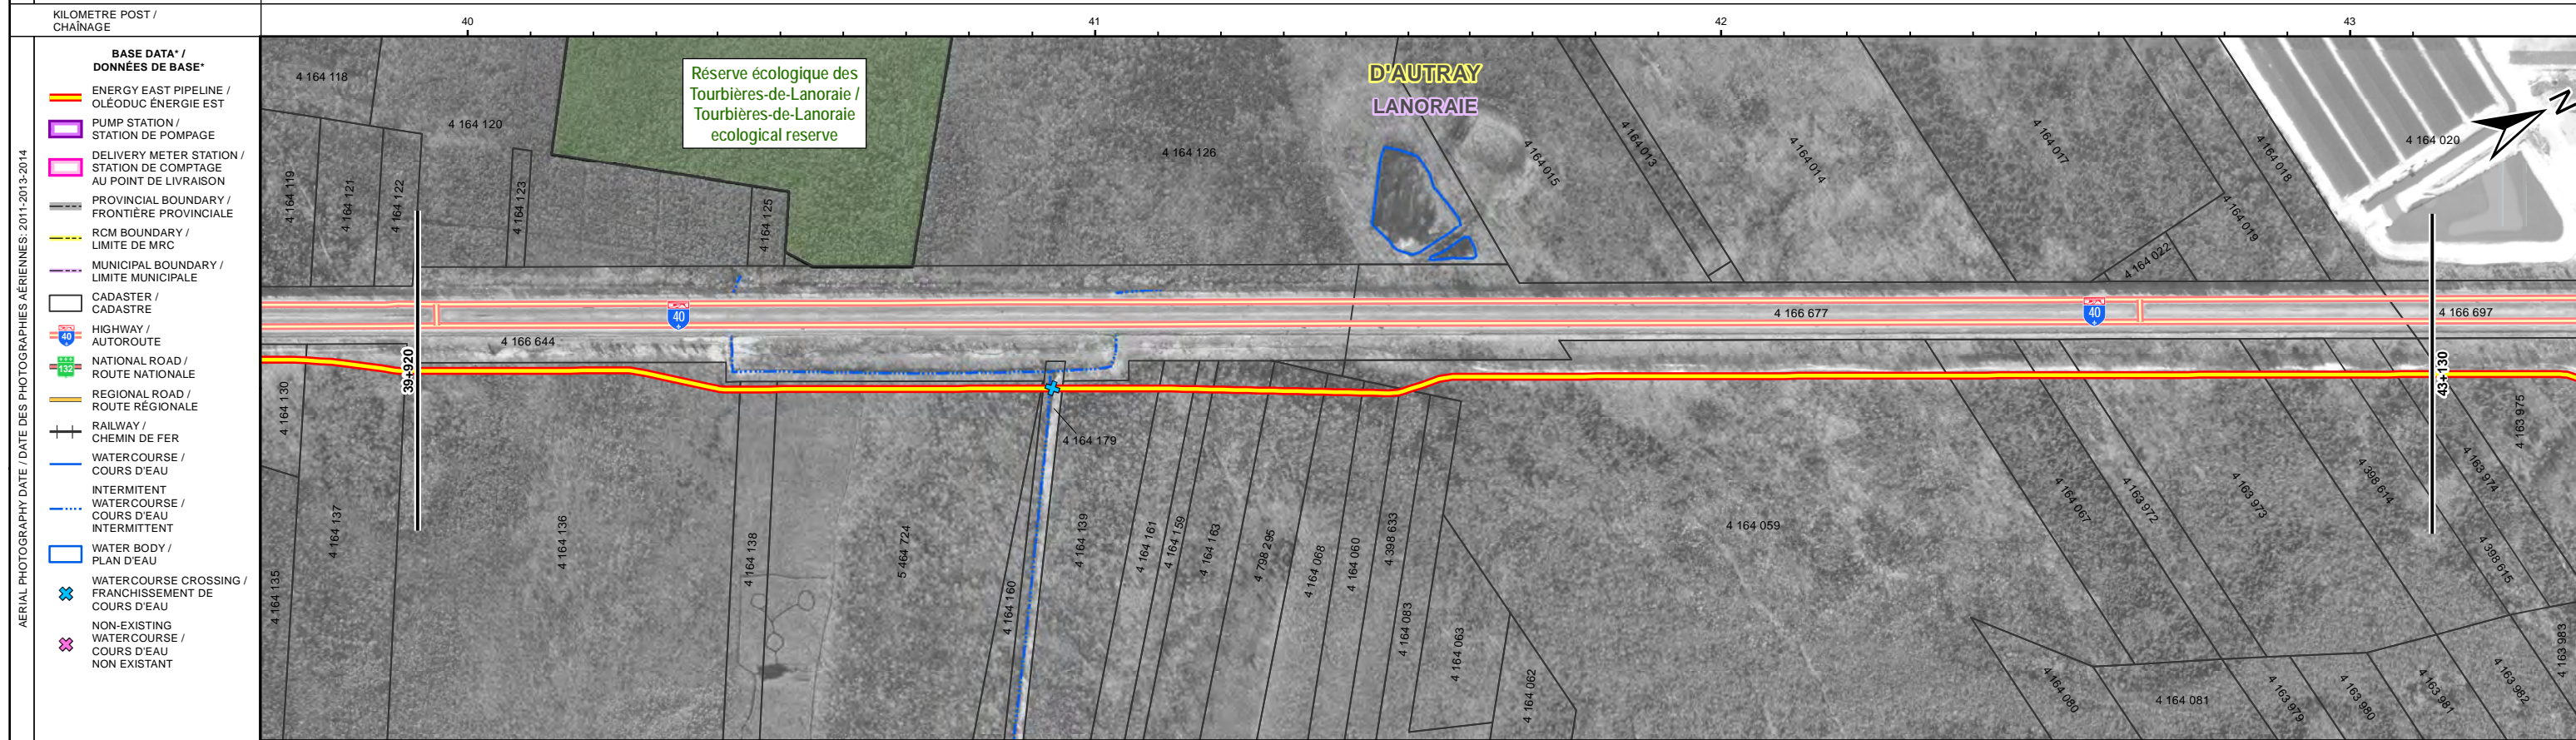 KILOMETRE POST /
CHAÎNAGE
40
41
42
43
AERIAL PHOTOGRAPHY DATE / DATE DES PHOTOGRAPHIES AÉRIENNES: 2011-2013-2014
BASE DATA* /
DONNÉES DE BASE*
ENERGY EAST PIPELINE /
OLÉODUC ÉNERGIE EST
PUMP STATION /
STATION DE POMPAGE
DELIVERY METER STATION /
STATION DE COMPTAGE
AU POINT DE LIVRAISON
PROVINCIAL BOUNDARY /
FRONTIÈRE PROVINCIALE
RCM BOUNDARY /
LIMITE DE MRC
MUNICIPAL BOUNDARY /
LIMITE MUNICIPALE
CADASTER /
CADASTRE
40
HIGHWAY /
AUTOROUTE
132
NATIONAL ROAD /
ROUTE NATIONALE
REGIONAL ROAD /
ROUTE RÉGIONALE
RAILWAY /
CHEMIN DE FER
WATERCOURSE /
COURS D'EAU
INTERMITENT
WATERCOURSE /
COURS D'EAU
INTERMITTENT
WATER BODY /
PLAN D'EAU
WATERCOURSE CROSSING /
FRANCHISSEMENT DE
COURS D'EAU
NON-EXISTING
WATERCOURSE /
COURS D'EAU
NON EXISTANT
4 164 118
4 164 120
4 164 119
4 164 121
4 164 122
4 164 123
4 164 125
Réserve écologique des
Tourbières-de-Lanoraie /
Tourbières-de-Lanoraie
ecological reserve
4 164 126
D'AUTRAY
LANORAIE
4 164 015
4 164 013
4 164 014
4 164 017
4 164 018
4 164 019
4 164 022
4 164 020
N
40
40
4 166 644
4 166 677
4 166 697
39+920
43+130
4 164 130
4 164 135
4 164 137
4 164 136
4 164 138
5 464 724
4 164 160
4 164 179
4 164 139
4 164 161
4 164 159
4 164 163
4 798 295
4 164 068
4 164 060
4 398 633
4 164 083
4 164 063
4 164 062
4 164 059
4 164 067
4 163 972
4 163 973
4 398 614
4 163 974
4 163 975
4 398 615
4 164 080
4 164 081
4 163 979
4 163 980
4 163 981
4 163 982
4 163 983